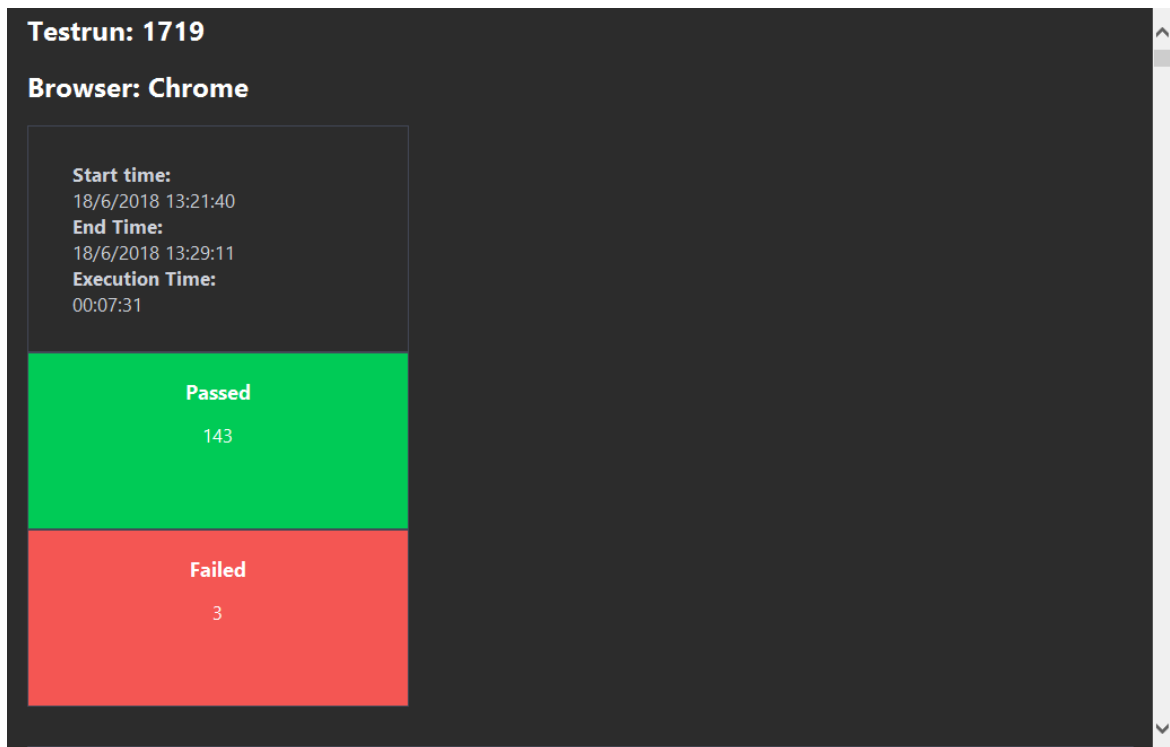 Testrun: 1719
Browser: Chrome
Start time:
18/6/2018 13:21:40
End Time:
18/6/2018 13:29:11
Execution Time:
00:07:31
Passed
143
Failed
3